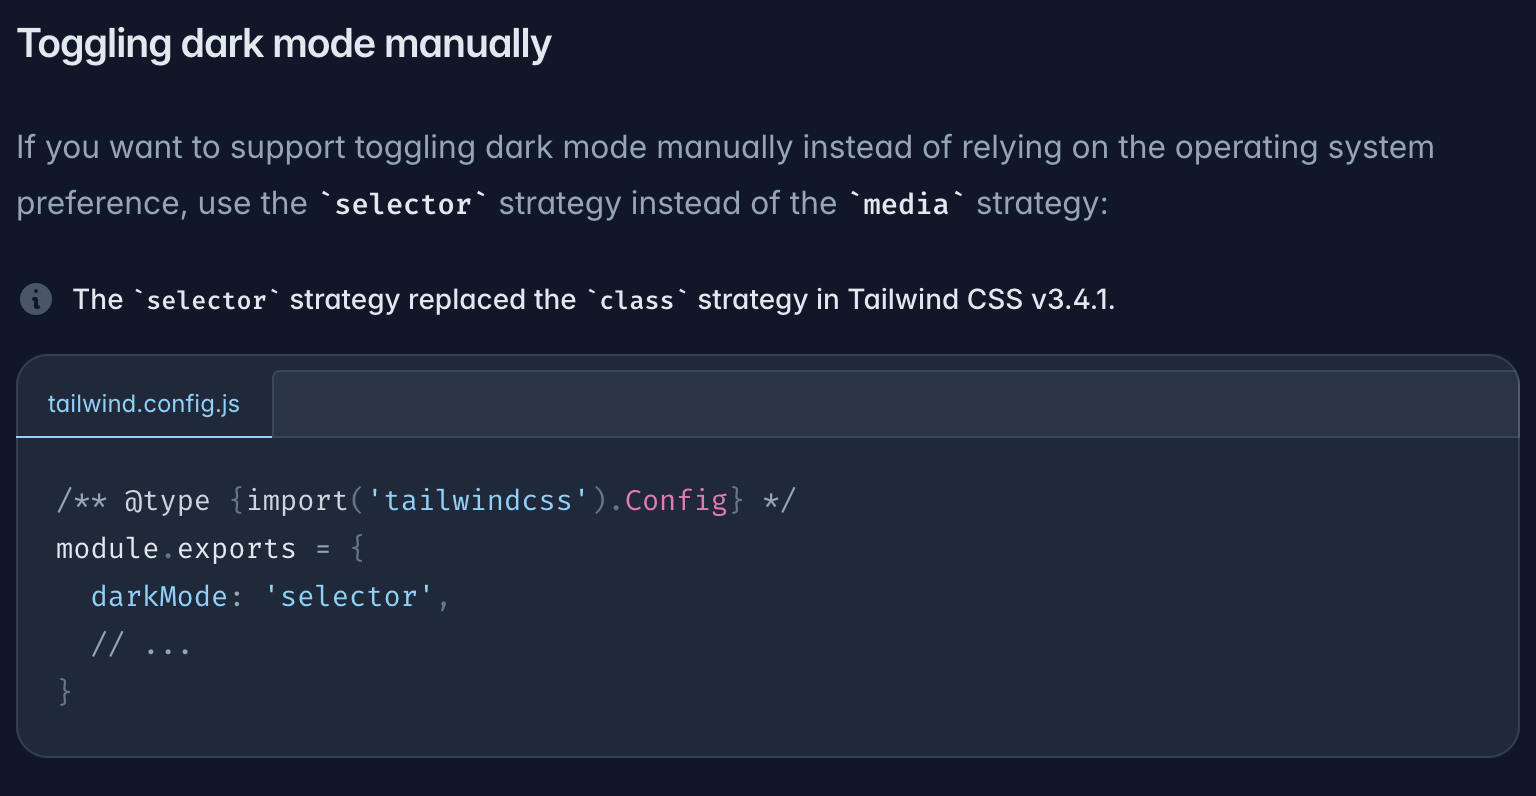 Toggling dark mode manually
If you want to support toggling dark mode manually instead of relying on the operating system
preference, use the `selector` strategy instead of the `media` strategy:
The `selector` strategy replaced the `class` strategy in Tailwind CSS v3.4.1.
tailwind.config.js
/** @type {import('tailwindcss').Config} */
module.exports = {
  darkMode: 'selector',
  // ...
}